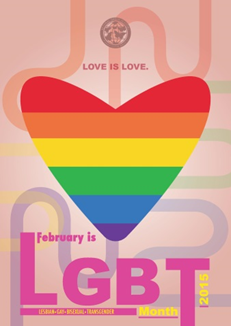 LOVE IS LOVE.
February is
LGBT
2015
LESBIAN-GAY-BISEXUAL-TRANSGENDER
Month